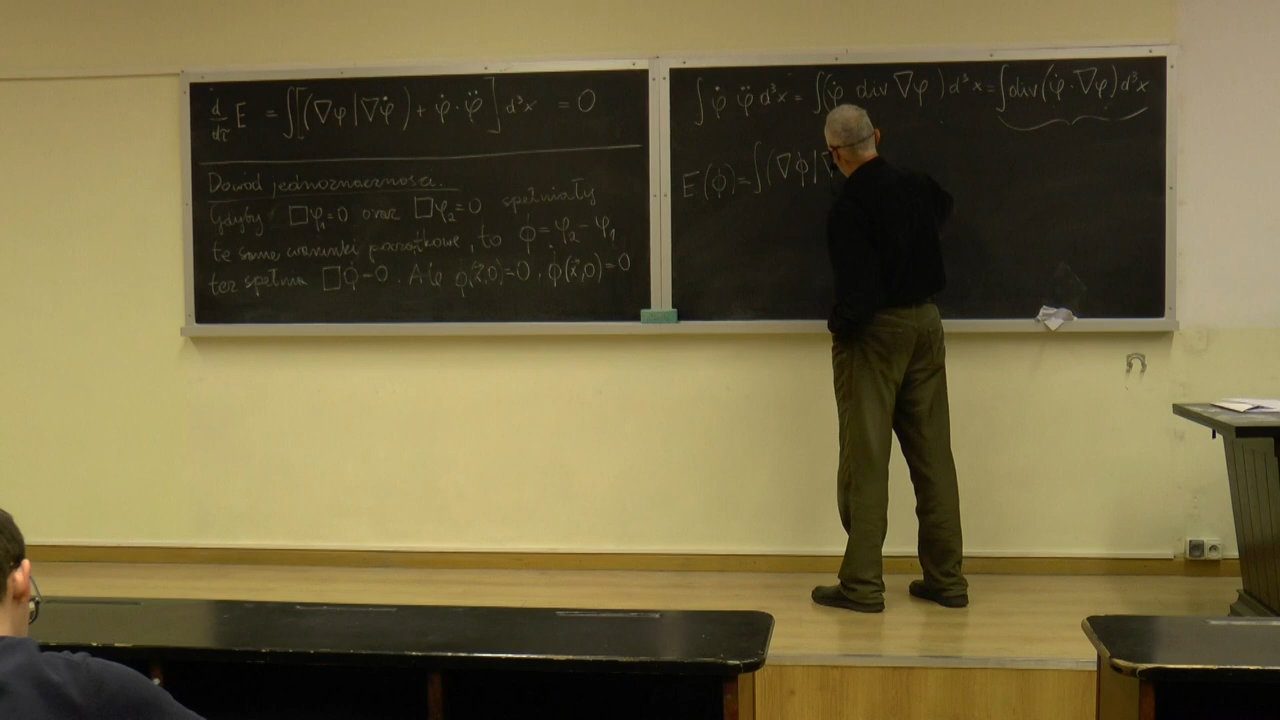 d/dt E = ∫[(∇φ|∇φ̇) + φ̇·φ̈] d³x = 0
Dowód jednoznaczności.
Gdyby □φ₁=0 oraz □φ₂=0 spełniały
te same warunki początkowe, to ϕ = φ₂ - φ₁
też spełnia □ϕ=0. Ale ϕ(x⃗,0)=0, ϕ̇(x⃗,0)=0
∫ φ̇ φ̈ d³x = ∫(φ̇ div ∇φ) d³x = ∫div(φ̇·∇φ) d³x
E(ϕ)=∫(∇ϕ|∇